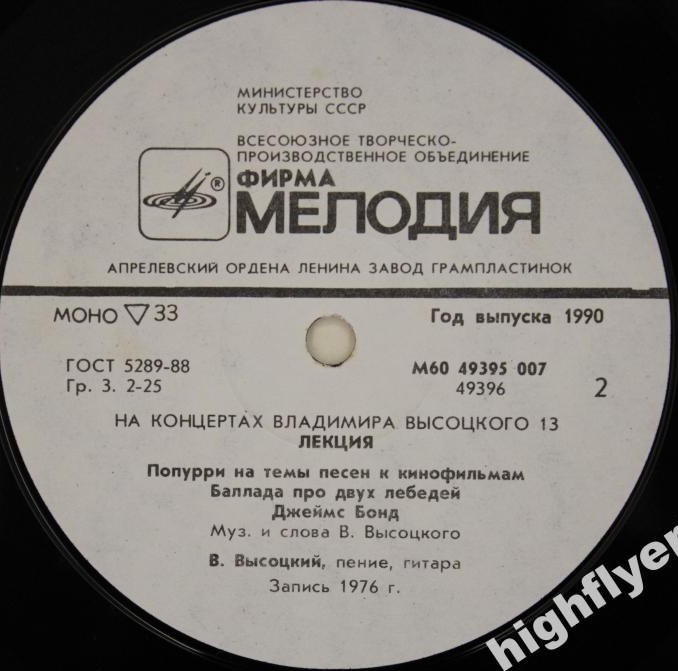 МИНИСТЕРСТВО
КУЛЬТУРЫ СССР
ВСЕСОЮЗНОЕ ТВОРЧЕСКО-
ПРОИЗВОДСТВЕННОЕ ОБЪЕДИНЕНИЕ
®
ФИРМА
МЕЛОДИЯ
АПРЕЛЕВСКИЙ ОРДЕНА ЛЕНИНА ЗАВОД ГРАМПЛАСТИНОК
МОНО ▽ 33
Год выпуска 1990
ГОСТ 5289-88
М60 49395 007
Гр. 3. 2-25
49396
2
НА КОНЦЕРТАХ ВЛАДИМИРА ВЫСОЦКОГО 13
ЛЕКЦИЯ
Попурри на темы песен к кинофильмам
Баллада про двух лебедей
Джеймс Бонд
Муз. и слова В. Высоцкого
В. Высоцкий, пение, гитара
Запись 1976 г.
highflyer